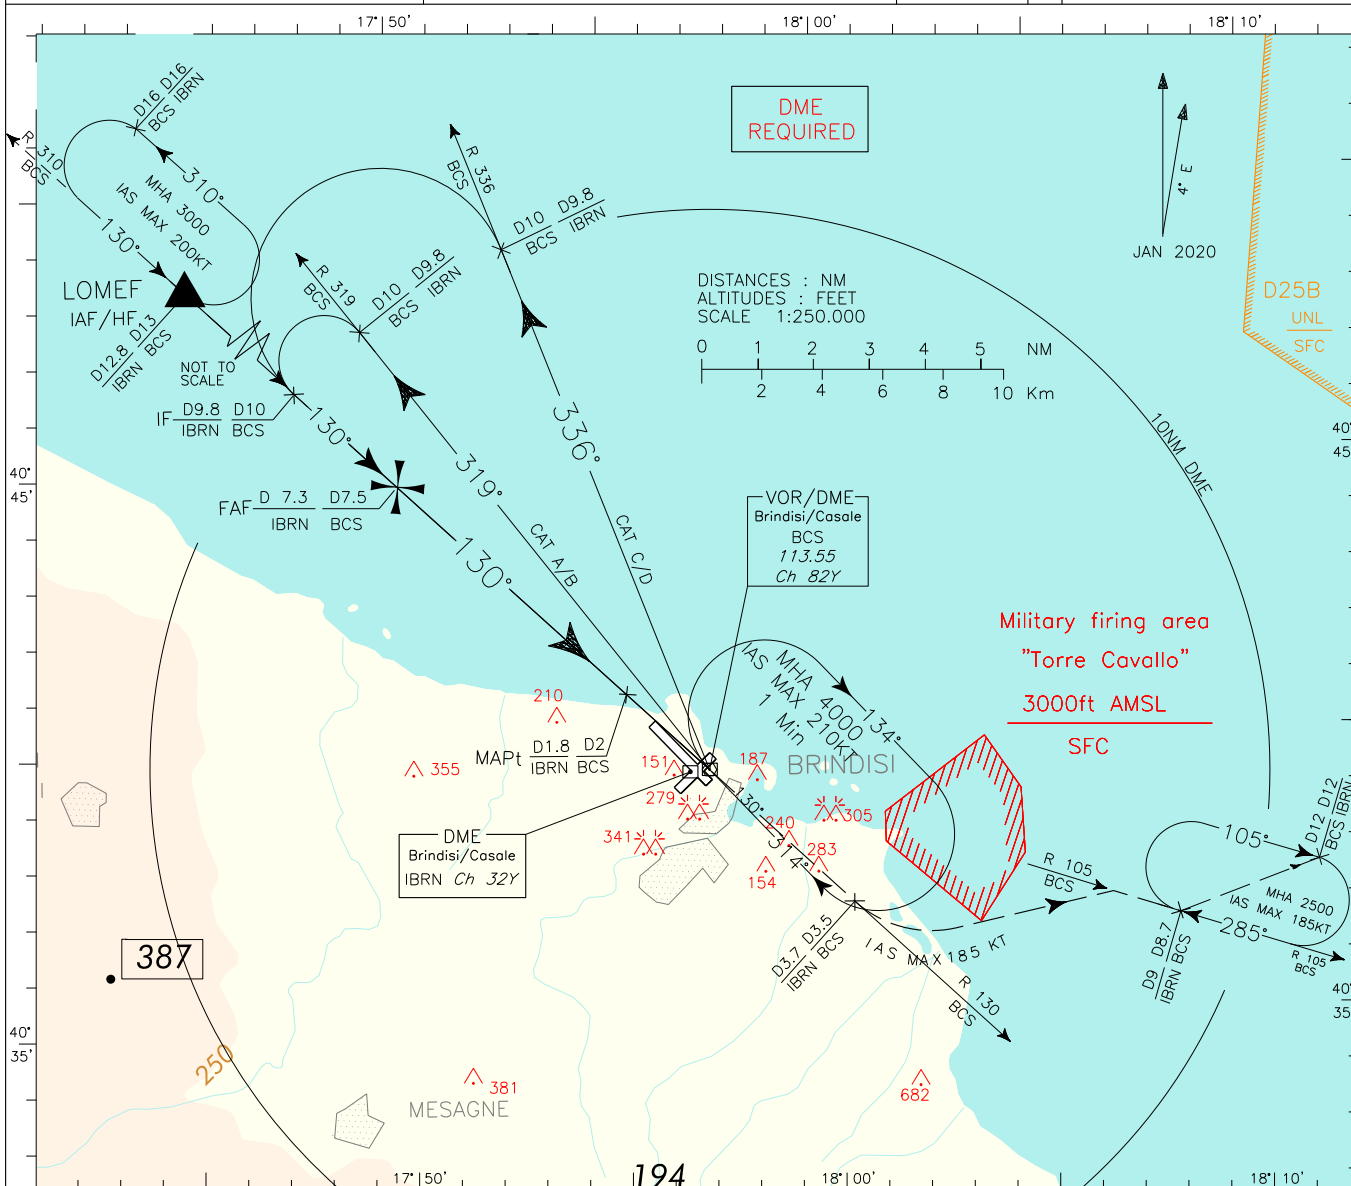 17°50'
18°00'
18°10'
D16 D16
BCS IBRN
R 310
BCS
310°
MHA 3000
IAS MAX 200KT
130°
LOMEF
IAF/HF
D12.8 D13
IBRN BCS
NOT TO
SCALE
IF D9.8 D10
IBRN BCS
R 319
BCS
D10 D9.8
BCS IBRN
R 336
BCS
D10 D9.8
BCS IBRN
DME
REQUIRED
4° E
JAN 2020
D25B
UNL
SFC
DISTANCES : NM
ALTITUDES : FEET
SCALE 1:250.000
0 1 2 3 4 5 NM
2 4 6 8 10 Km
10NM DME
130°
319°
336°
CAT A/B
CAT C/D
40°
45'
40°
45'
FAF D 7.3 D7.5
IBRN BCS
130°
VOR/DME
Brindisi/Casale
BCS
113.55
Ch 82Y
Military firing area
"Torre Cavallo"
3000ft AMSL
SFC
MHA 4000
IAS MAX 210KT
1 Min
134°
210
MAPt D1.8 D2
IBRN BCS
355
151
187
BRINDISI
279
305
341
240
283
154
130°
314°
DME
Brindisi/Casale
IBRN Ch 32Y
D3.7 D3.5
IBRN BCS
IAS MAX 185 KT
R 130
BCS
R 105
BCS
105°
D12 D12
BCS IBRN
MHA 2500
IAS MAX 185KT
285°
R 105
BCS
D9 D8.7
IBRN BCS
387
250
40°
35'
40°
35'
381
MESAGNE
682
194
17°50'
18°00'
18°10'